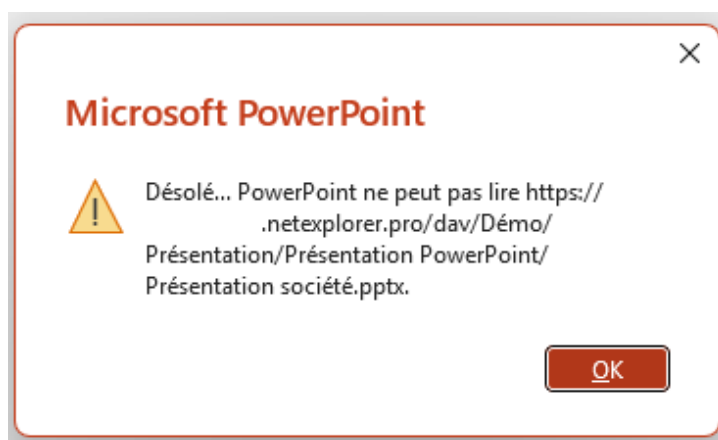 Microsoft PowerPoint
Désolé... PowerPoint ne peut pas lire https://
.netexplorer.pro/dav/Démo/
Présentation/Présentation PowerPoint/
Présentation société.pptx.
OK